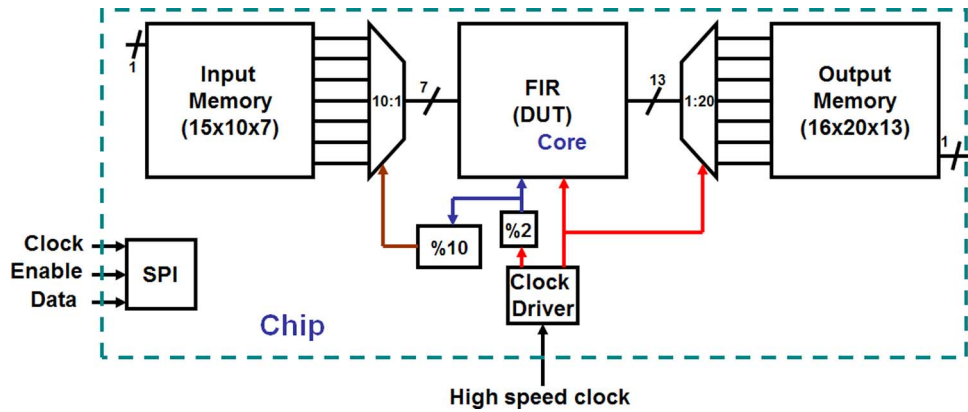 1
Input
Memory
(15x10x7)
10:1
7
FIR
(DUT)
Core
13
1:20
Output
Memory
(16x20x13)
1
%10
%2
Clock
Driver
Clock
Enable
Data
SPI
Chip
High speed clock